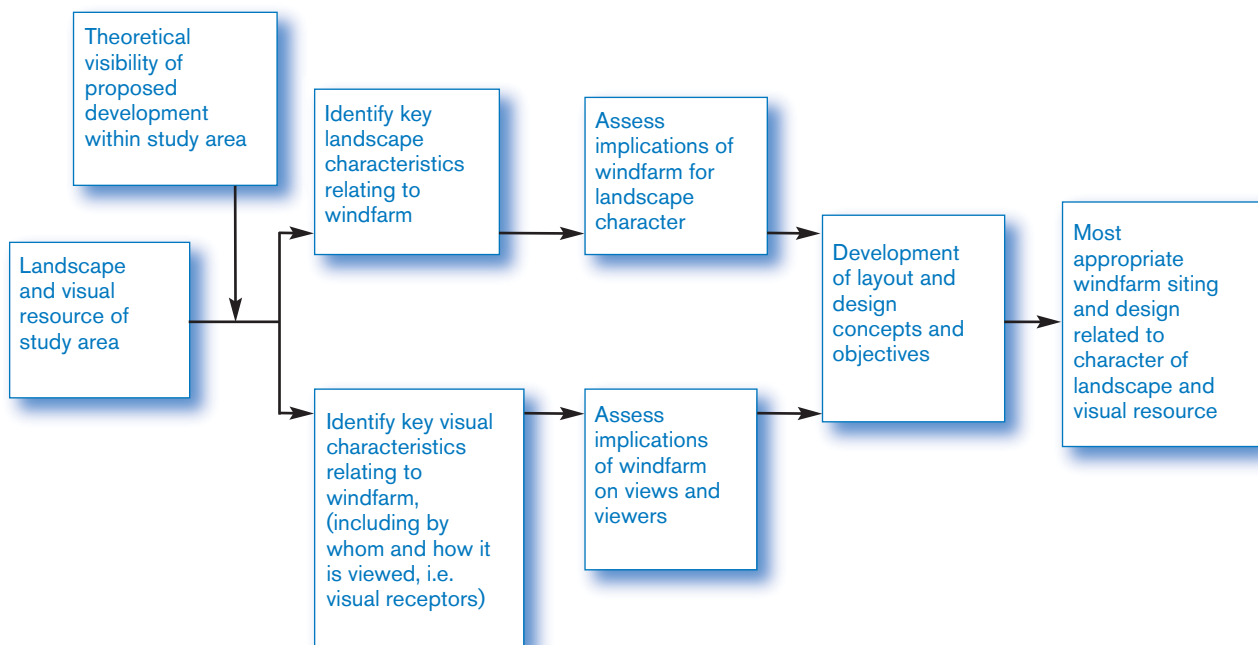 Theoretical
visibility of
proposed
development
within study area
Landscape
and visual
resource of
study area
Identify key
landscape
characteristics
relating to
windfarm
Assess
implications of
windfarm for
landscape
character
Identify key visual
characteristics
relating to
windfarm,
(including by
whom and how it
is viewed, i.e.
visual receptors)
Assess
implications
of windfarm
on views and
viewers
Development
of layout and
design
concepts and
objectives
Most
appropriate
windfarm siting
and design
related to
character of
landscape and
visual resource